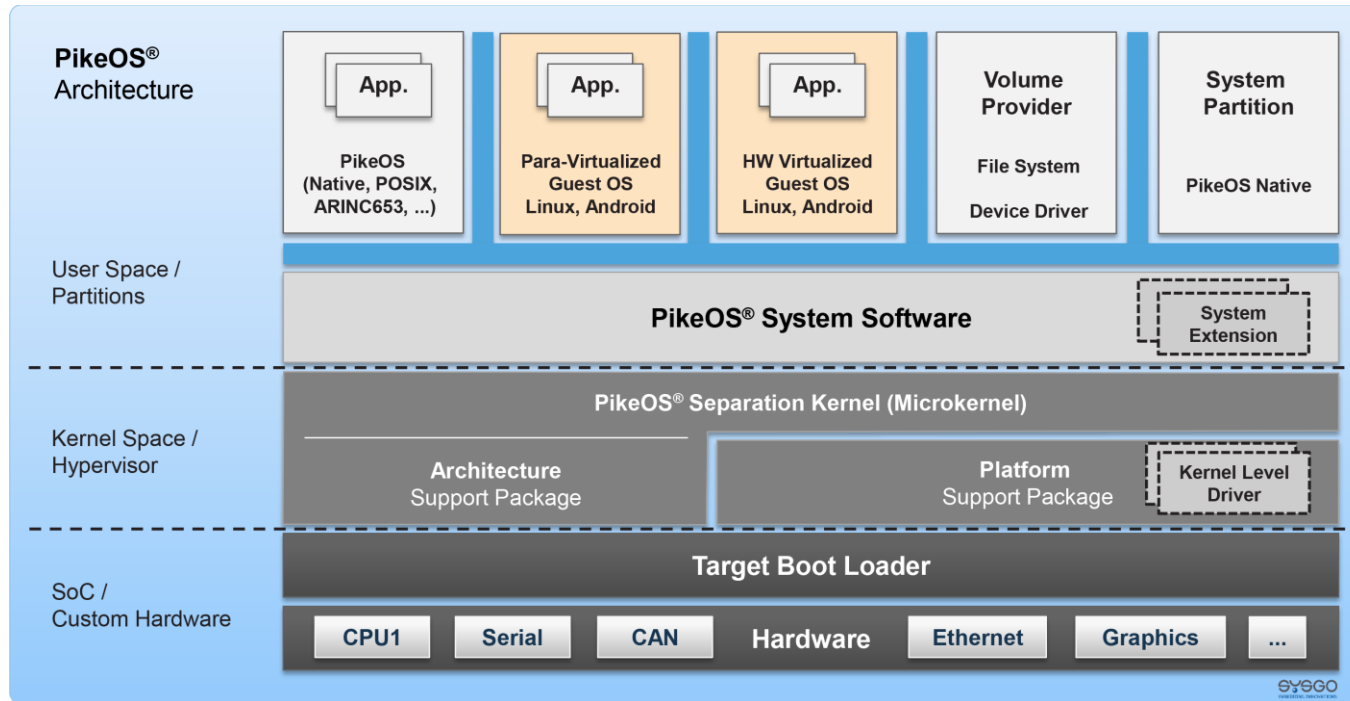 PikeOS®
Architecture
App.
PikeOS
(Native, POSIX,
ARINC653, ...)
App.
Para-Virtualized
Guest OS
Linux, Android
App.
HW Virtualized
Guest OS
Linux, Android
Volume
Provider
File System
Device Driver
System
Partition
PikeOS Native
User Space /
Partitions
PikeOS® System Software
System
Extension
Kernel Space /
Hypervisor
PikeOS® Separation Kernel (Microkernel)
Architecture
Support Package
Platform
Support Package
Kernel Level
Driver
SoC /
Custom Hardware
Target Boot Loader
CPU1
Serial
CAN
Hardware
Ethernet
Graphics
...
SYSGO